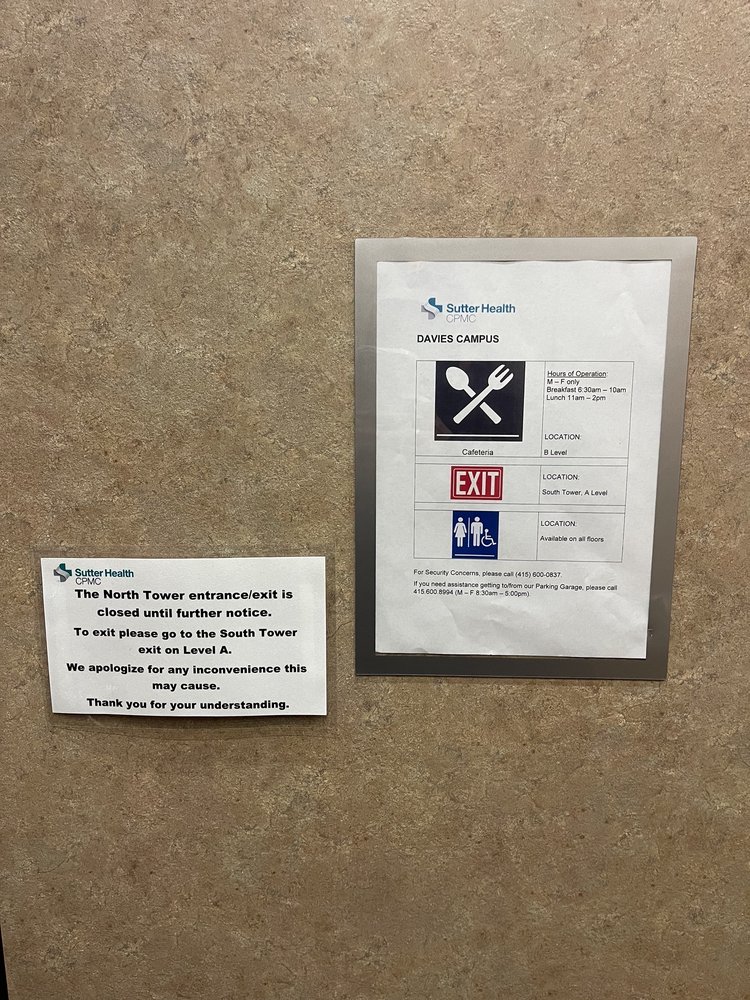 Sutter Health
CPMC
The North Tower entrance/exit is
closed until further notice.
To exit please go to the South Tower
exit on Level A.
We apologize for any inconvenience this
may cause.
Thank you for your understanding.
Sutter Health
CPMC
DAVIES CAMPUS
Hours of Operation:
M – F only
Breakfast 6:30am – 10am
Lunch 11am – 2pm
LOCATION:
Cafeteria
B Level
EXIT
LOCATION:
South Tower, A Level
LOCATION:
Available on all floors
For Security Concerns, please call (415) 600-0837.
If you need assistance getting to/from our Parking Garage, please call
415.600.8994 (M – F 8:30am – 5:00pm).